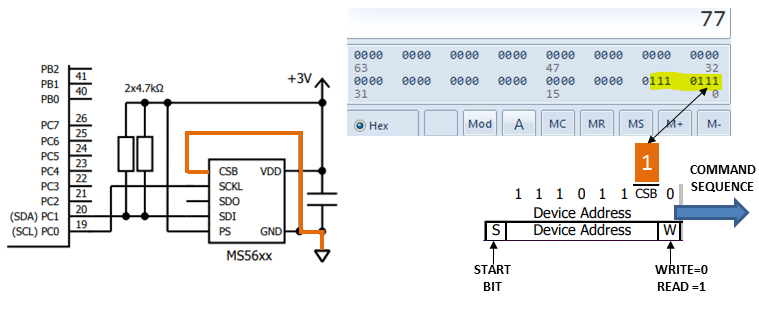 PB2
PB1
PB0
41
40
2x4.7kΩ
+3V
PC7
PC6
PC5
PC4
PC3
PC2
(SDA) PC1
(SCL) PC0
26
25
24
23
22
21
20
19
CSB
SCKL
SDO
SDI
PS
VDD
GND
MS56xx
77
0000 0000 0000 0000 0000 0000 0000 0000
63 47 32
0000 0000 0000 0000 0000 0000 0111 0111
31 15 0
Hex
Mod A MC MR MS M+ M-
1
1 1 1 0 1 1 CSB 0
COMMAND
SEQUENCE
Device Address
S Device Address W
START
BIT
WRITE=0
READ =1